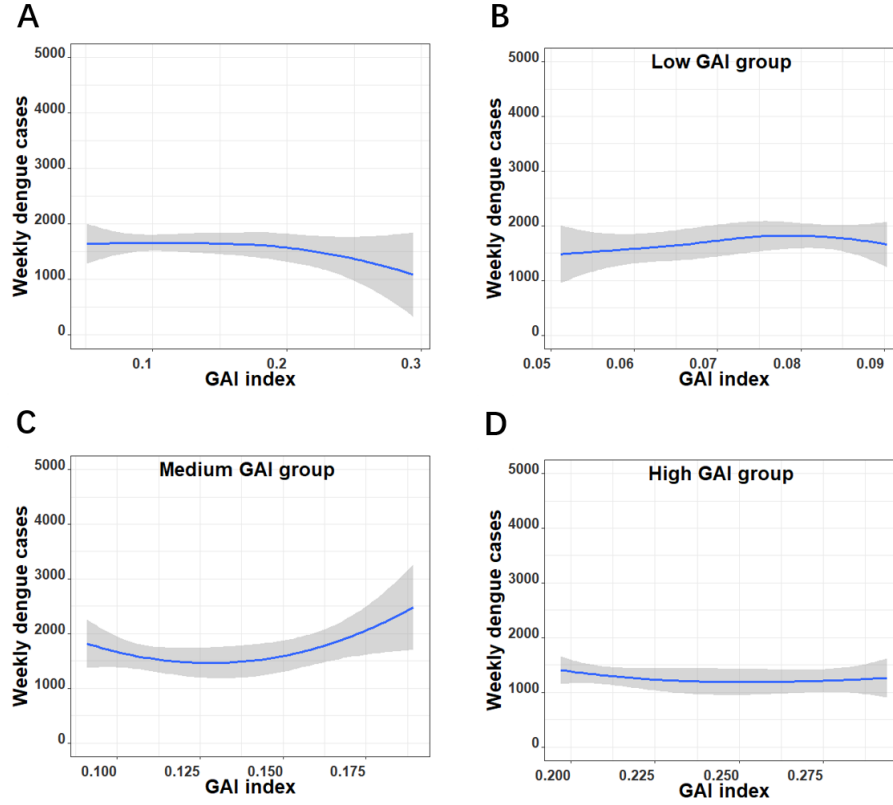 A
5000
4000
3000
2000
1000
0
Weekly dengue cases
0.1 0.2 0.3
GAI index
B
Low GAI group
5000
4000
3000
2000
1000
0
Weekly dengue cases
0.05 0.06 0.07 0.08 0.09
GAI index
C
Medium GAI group
5000
4000
3000
2000
1000
0
Weekly dengue cases
0.100 0.125 0.150 0.175
GAI index
D
High GAI group
5000
4000
3000
2000
1000
0
Weekly dengue cases
0.200 0.225 0.250 0.275
GAI index